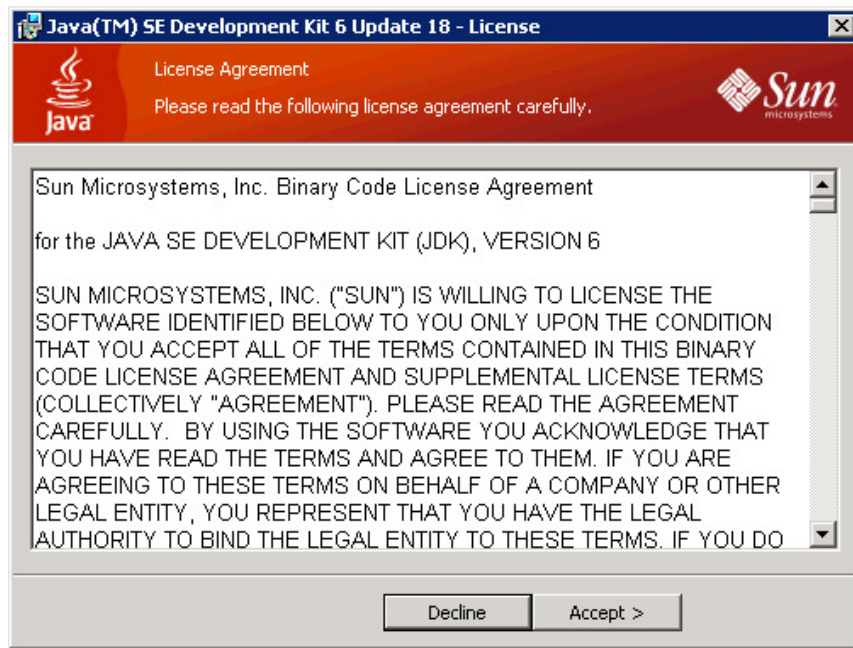 Java(TM) SE Development Kit 6 Update 18 - License
License Agreement
Please read the following license agreement carefully.
Java
Sun
microsystems
Sun Microsystems, Inc. Binary Code License Agreement
for the JAVA SE DEVELOPMENT KIT (JDK), VERSION 6
SUN MICROSYSTEMS, INC. ("SUN") IS WILLING TO LICENSE THE
SOFTWARE IDENTIFIED BELOW TO YOU ONLY UPON THE CONDITION
THAT YOU ACCEPT ALL OF THE TERMS CONTAINED IN THIS BINARY
CODE LICENSE AGREEMENT AND SUPPLEMENTAL LICENSE TERMS
(COLLECTIVELY "AGREEMENT"). PLEASE READ THE AGREEMENT
CAREFULLY.  BY USING THE SOFTWARE YOU ACKNOWLEDGE THAT
YOU HAVE READ THE TERMS AND AGREE TO THEM. IF YOU ARE
AGREEING TO THESE TERMS ON BEHALF OF A COMPANY OR OTHER
LEGAL ENTITY, YOU REPRESENT THAT YOU HAVE THE LEGAL
AUTHORITY TO BIND THE LEGAL ENTITY TO THESE TERMS. IF YOU DO
Decline
Accept >